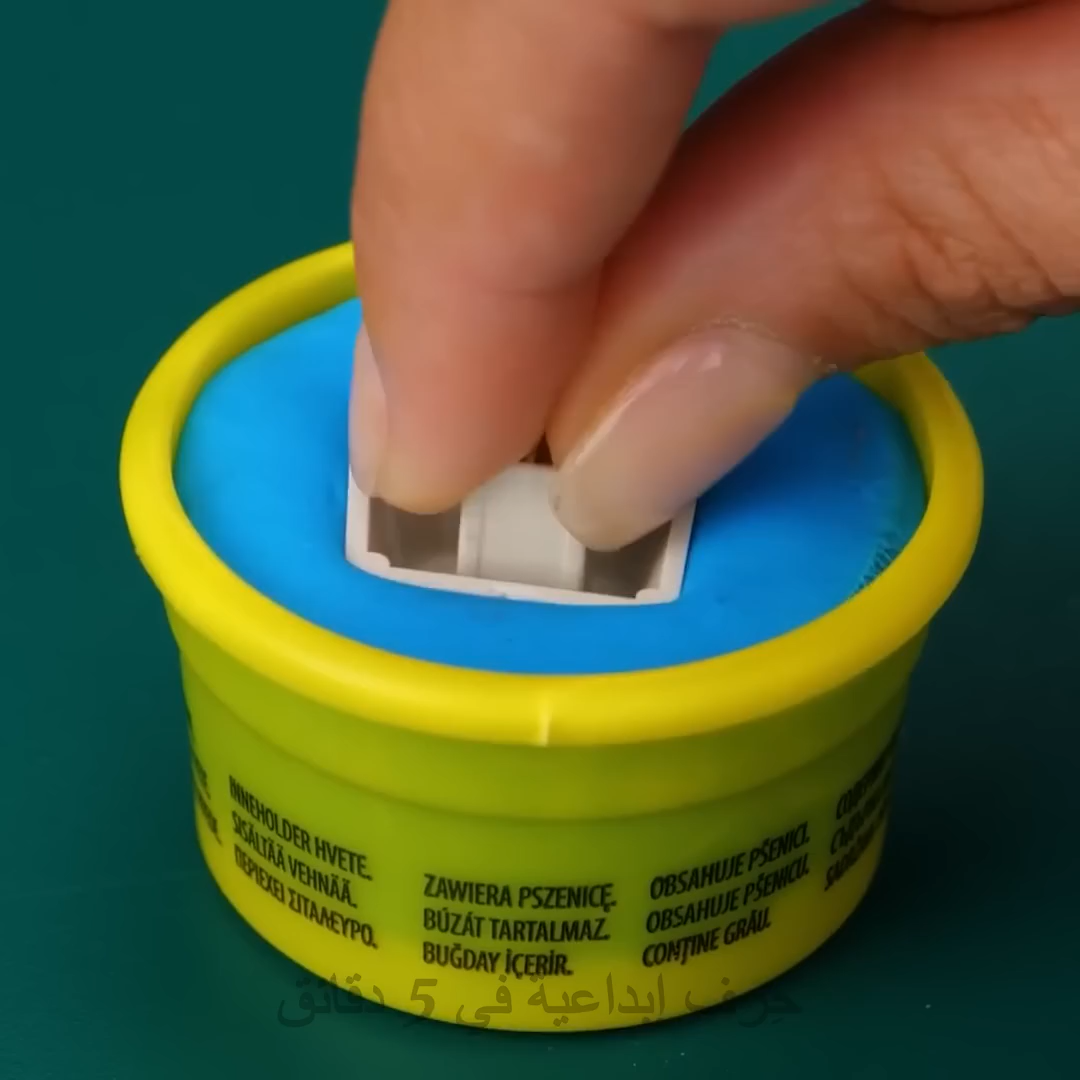 INNEHOLDER HVETE.
SISÄLTÄÄ VEHNÄÄ.
ΠΕΡΙΕΧΕΙ ΣΙΤΑΛΕΥΡΟ.
ZAWIERA PSZENICĘ.
BÚZÁT TARTALMAZ.
BUĞDAY İÇERİR.
OBSAHUJE PŠENICI.
OBSAHUJE PŠENICU.
CONȚINE GRÂU.
حرف ابداعية في 5 دقائق